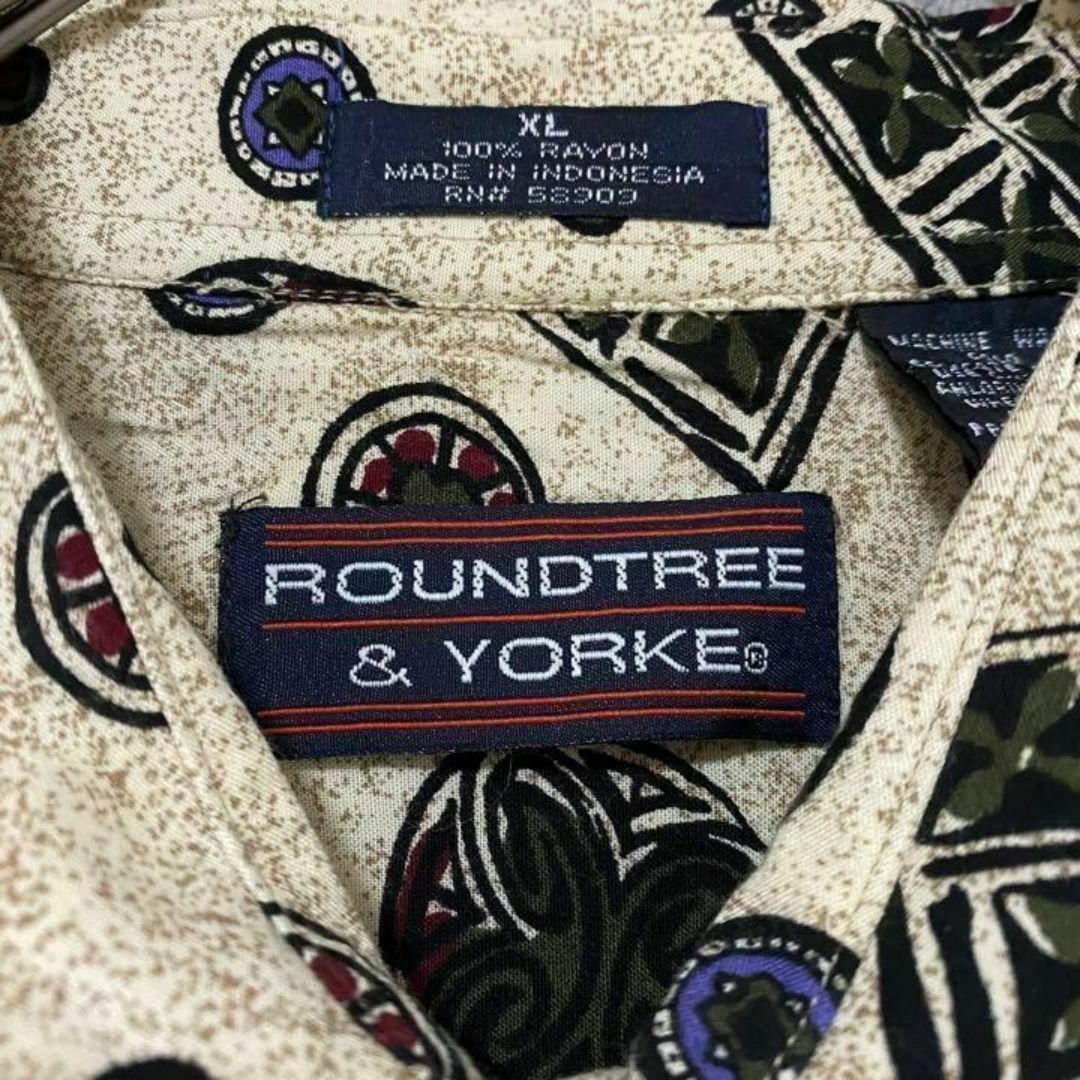 XL
100% RAYON
MADE IN INDONESIA
RN# 58909
MACHINE
ROUNDTREE
& YORKE®